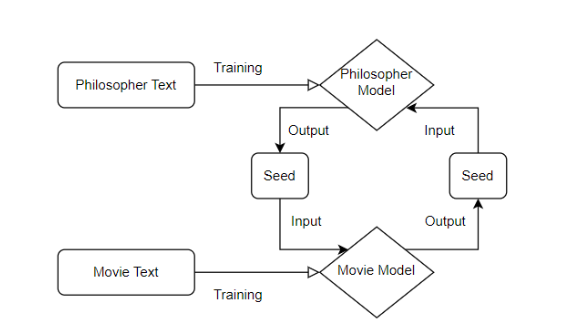 Training
Philosopher Text
Philosopher
Model
Output
Input
Seed
Seed
Input
Output
Movie Text
Movie Model
Training